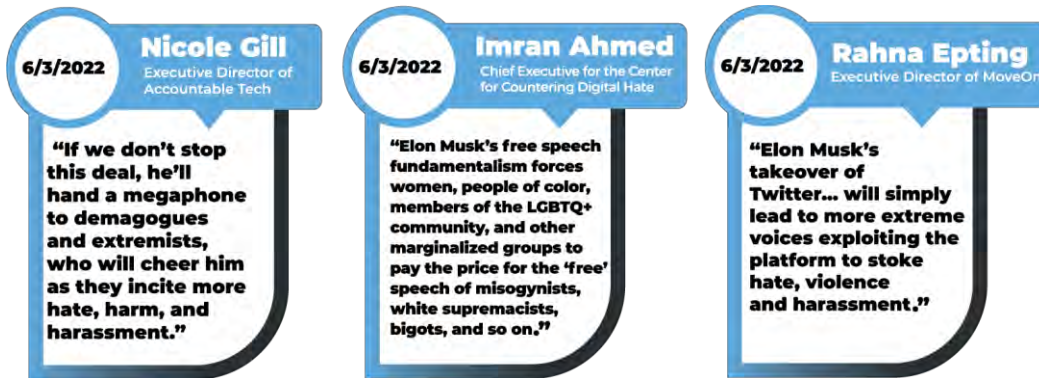 6/3/2022
Nicole Gill
Executive Director of
Accountable Tech
“If we don’t stop
this deal, he’ll
hand a megaphone
to demagogues
and extremists,
who will cheer him
as they incite more
hate, harm, and
harassment.”
6/3/2022
Imran Ahmed
Chief Executive for the Center
for Countering Digital Hate
“Elon Musk’s free speech
fundamentalism forces
women, people of color,
members of the LGBTQ+
community, and other
marginalized groups to
pay the price for the ‘free’
speech of misogynists,
white supremacists,
bigots, and so on.”
6/3/2022
Rahna Epting
Executive Director of MoveOn
“Elon Musk’s
takeover of
Twitter... will simply
lead to more extreme
voices exploiting the
platform to stoke
hate, violence
and harassment.”